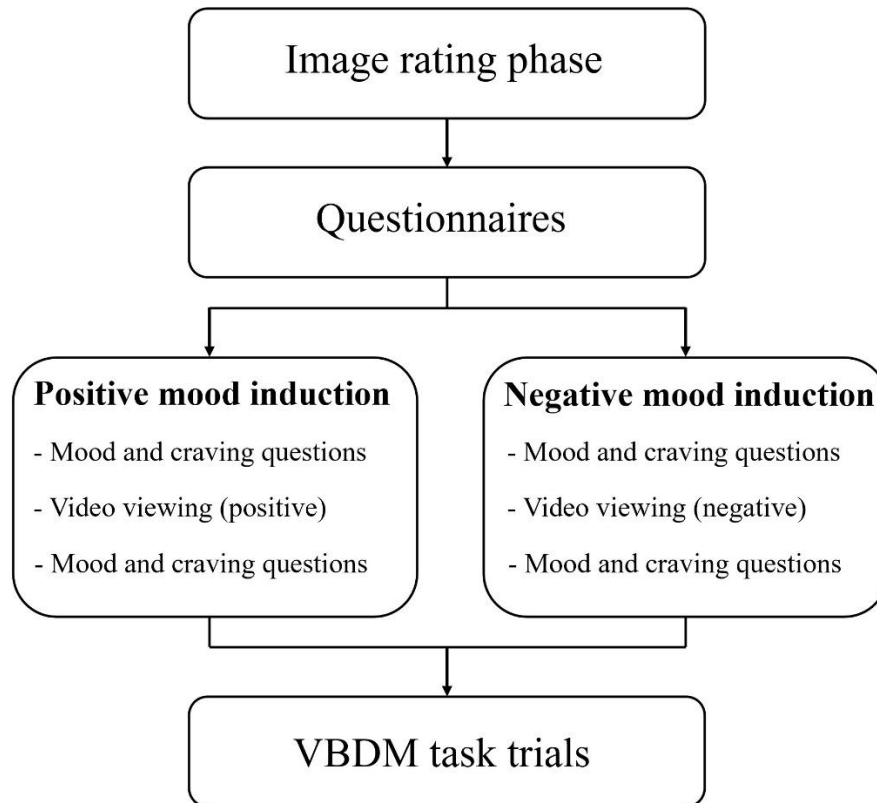 Image rating phase
Questionnaires
Positive mood induction
- Mood and craving questions
- Video viewing (positive)
- Mood and craving questions
Negative mood induction
- Mood and craving questions
- Video viewing (negative)
- Mood and craving questions
VBDM task trials